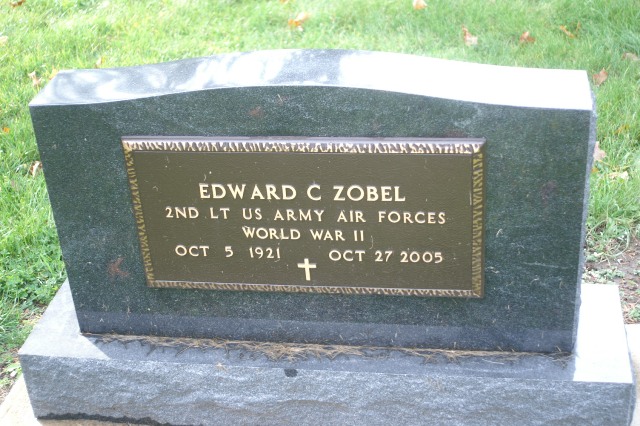 EDWARD C ZOBEL
2ND LT US ARMY AIR FORCES
WORLD WAR II
OCT 5 1921 OCT 27 2005